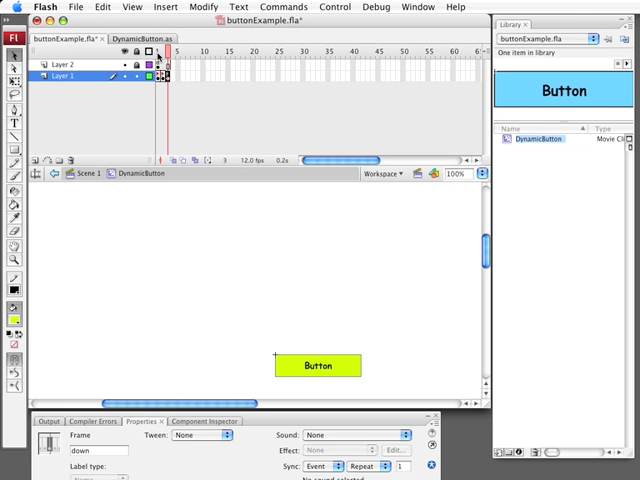 Flash File Edit View Insert Modify Text Commands Control Debug Window Help
buttonExample.fla*
Library
buttonExample.fla* × DynamicButton.as
buttonExample.fla
One item in library
Button
Fl
5 10 15 20 25 30 35 40 45 50 55 60
Layer 2
Layer 1
Name Type
DynamicButton Movie Cli
3 12.0 fps 0.2s
Scene 1 DynamicButton Workspace 100%
Button
Output Compiler Errors Properties × Component Inspector
Frame Tween: None Sound: None
down Effect: None Edit...
Label type: Sync: Event Repeat 1